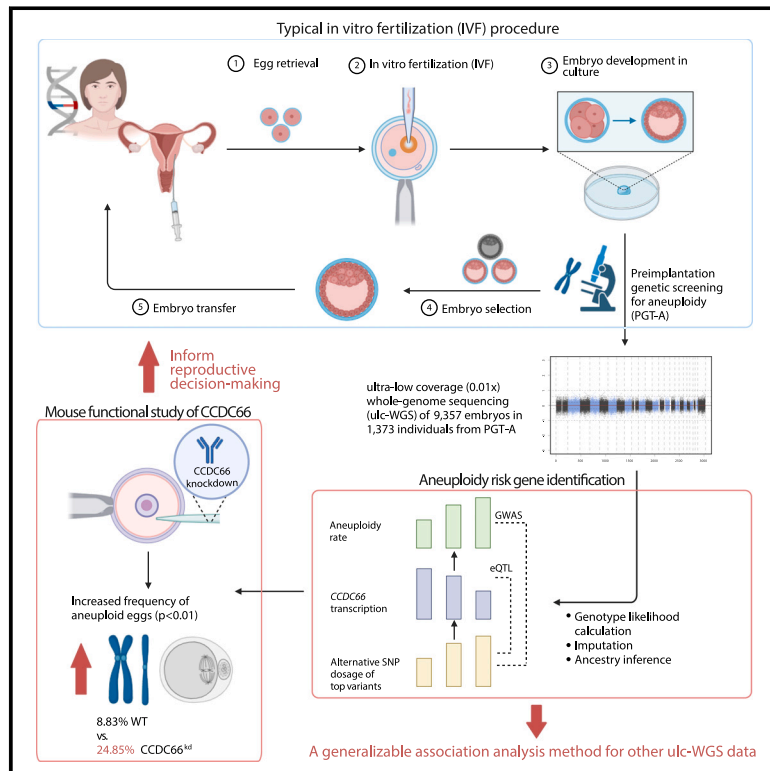 Typical in vitro fertilization (IVF) procedure
1 Egg retrieval
2 In vitro fertilization (IVF)
3 Embryo development in
culture
Preimplantation
genetic screening
for aneuploidy
(PGT-A)
4 Embryo selection
5 Embryo transfer
Inform
reproductive
decision-making
ultra-low coverage (0.01x)
whole-genome sequencing
(ulc-WGS) of 9,357 embryos in
1,373 individuals from PGT-A
Mouse functional study of CCDC66
CCDC66
knockdown
Increased frequency of
aneuploid eggs (p<0.01)
8.83% WT
vs.
24.85% CCDC66kd
Aneuploidy risk gene identification
Aneuploidy
rate
GWAS
eQTL
CCDC66
transcription
Alternative SNP
dosage of
top variants
• Genotype likelihood
calculation
• Imputation
• Ancestry inference
A generalizable association analysis method for other ulc-WGS data